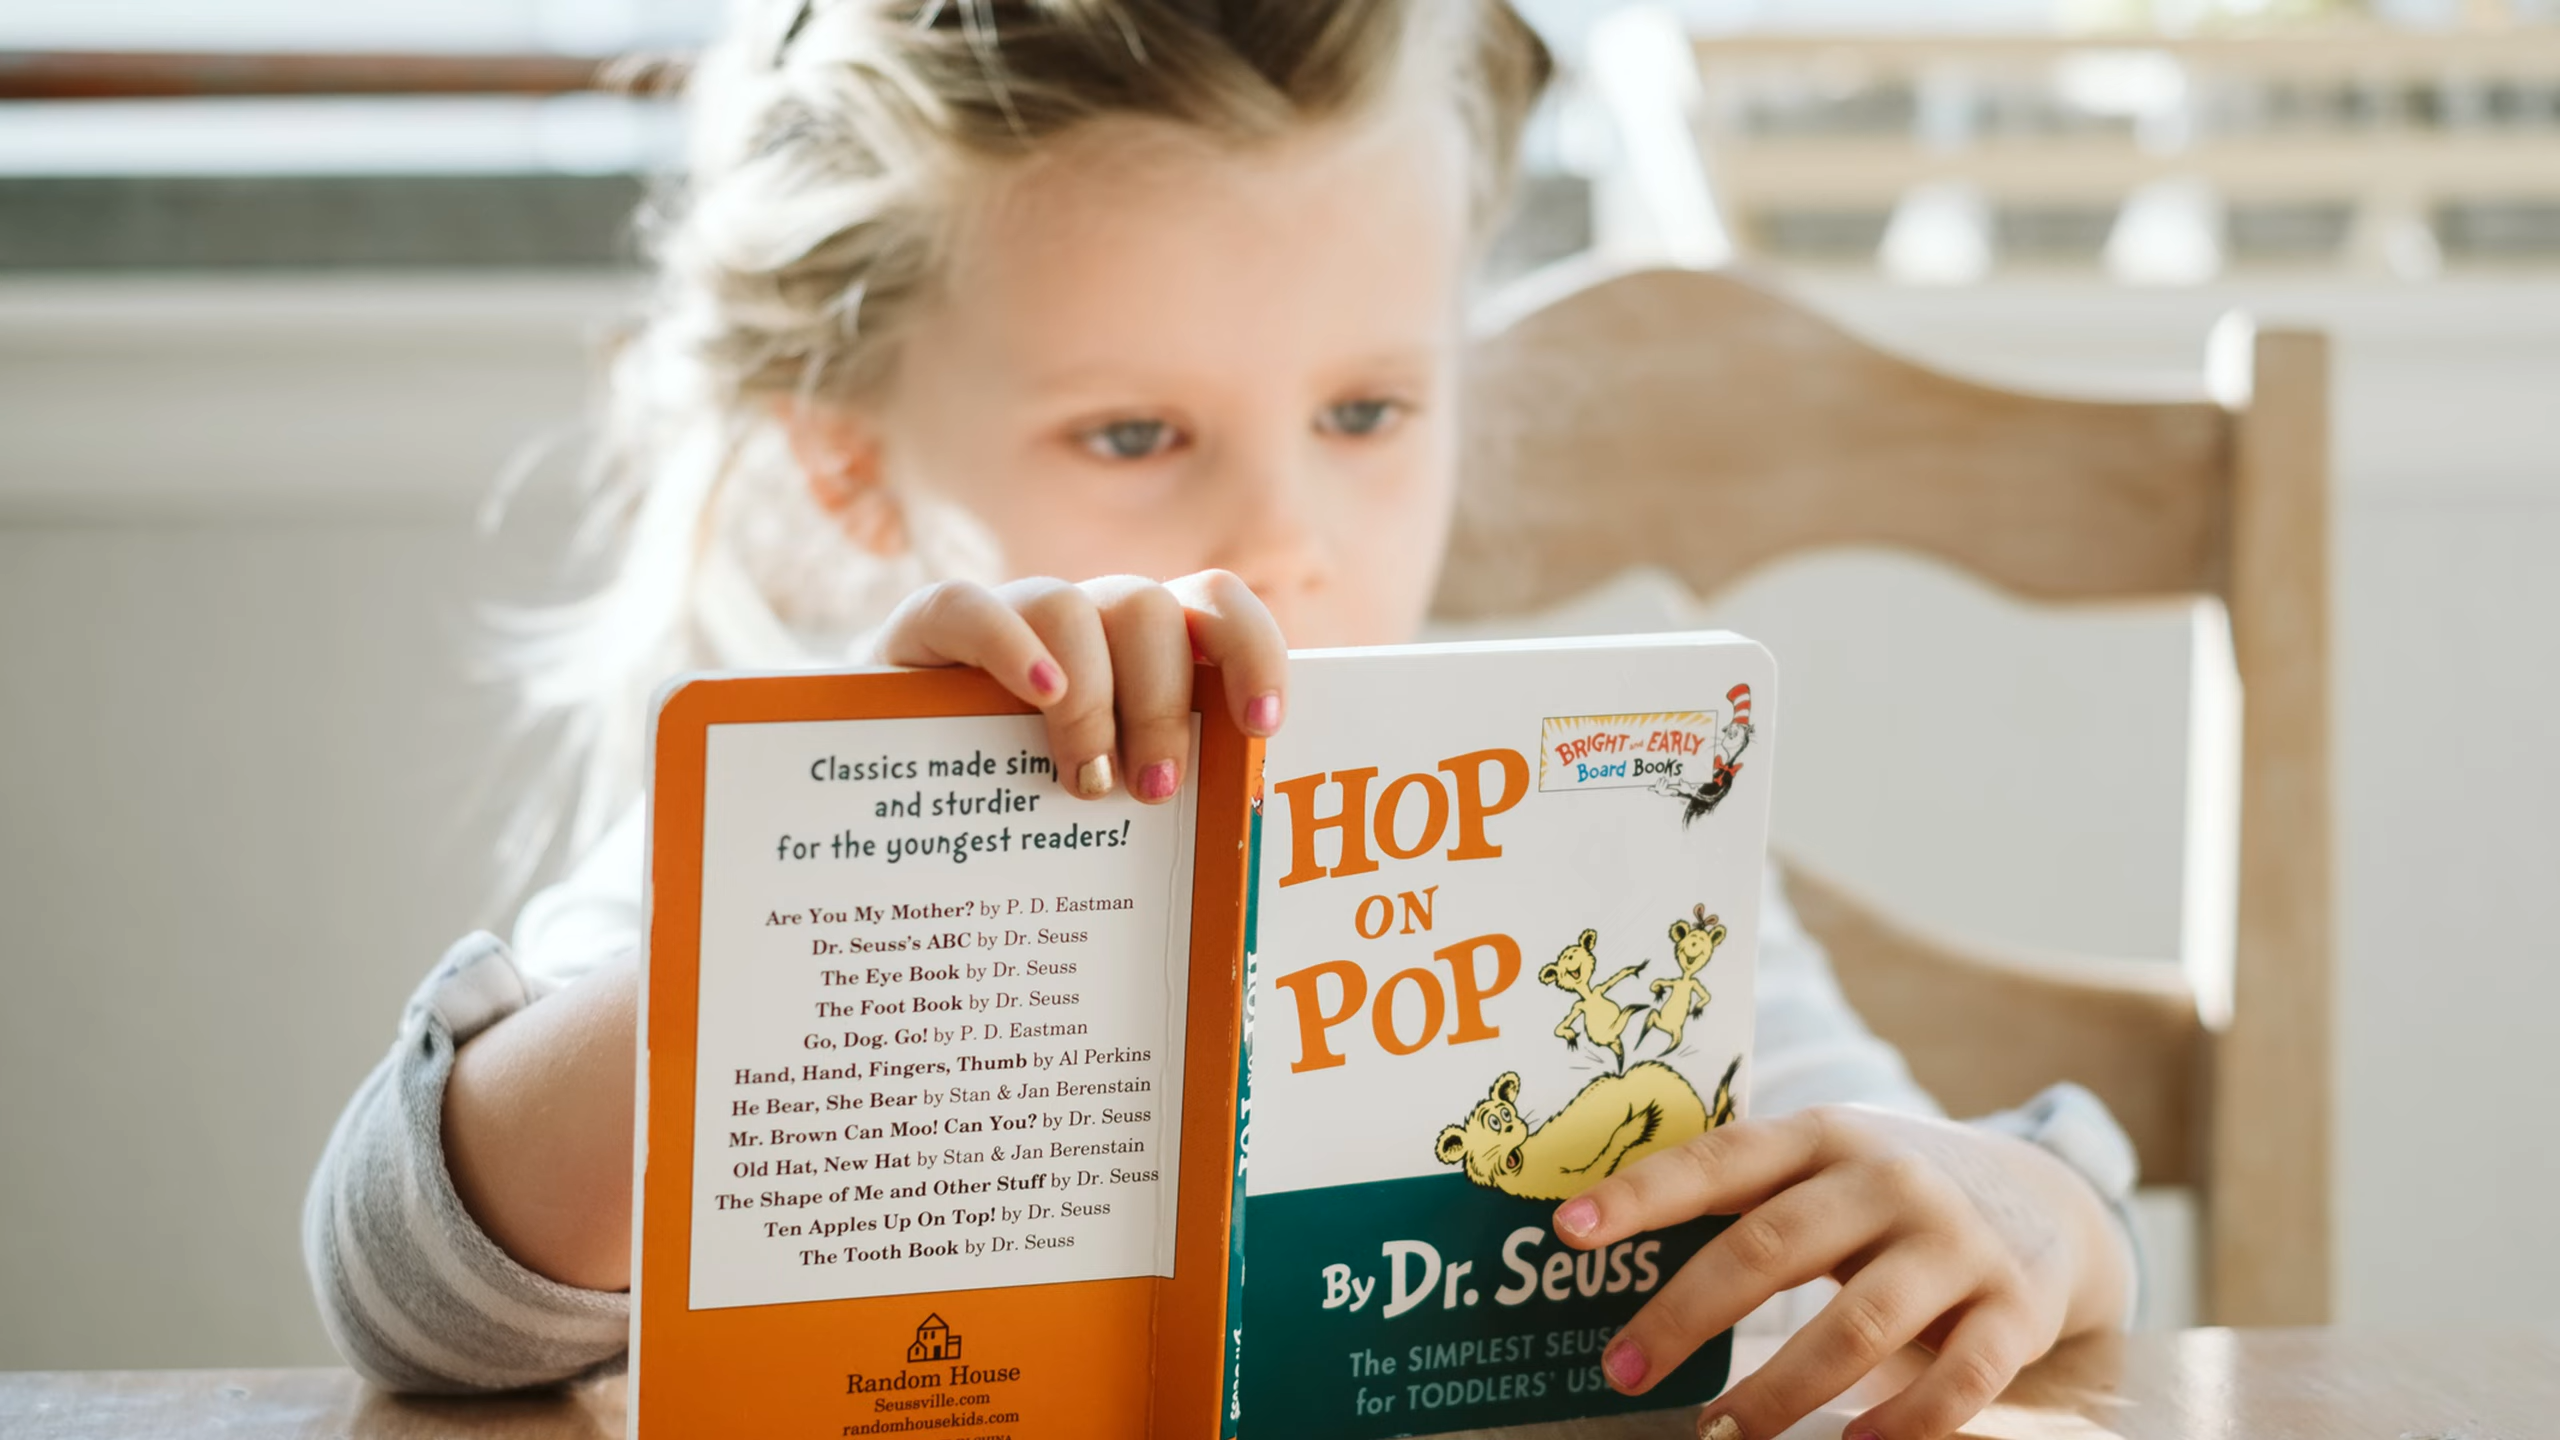 Classics made
and sturdier
for the youngest readers!
Are You My Mother? by P. D. Eastman
Dr. Seuss's ABC by Dr. Seuss
The Eye Book by Dr. Seuss
The Foot Book by Dr. Seuss
Go, Dog. Go! by P. D. Eastman
Hand, Hand, Fingers, Thumb by Al Perkins
He Bear, She Bear by Stan & Jan Berenstain
Mr. Brown Can Moo! Can You? by Dr. Seuss
Old Hat, New Hat by Stan & Jan Berenstain
The Shape of Me and Other Stuff by Dr. Seuss
Ten Apples Up On Top! by Dr. Seuss
The Tooth Book by Dr. Seuss
Random House
Seussville.com
randomhousekids.com
BRIGHT and EARLY
Board Books
HOP
ON
POP
By Dr. Seuss
The SIMPLEST
for TODDLERS'